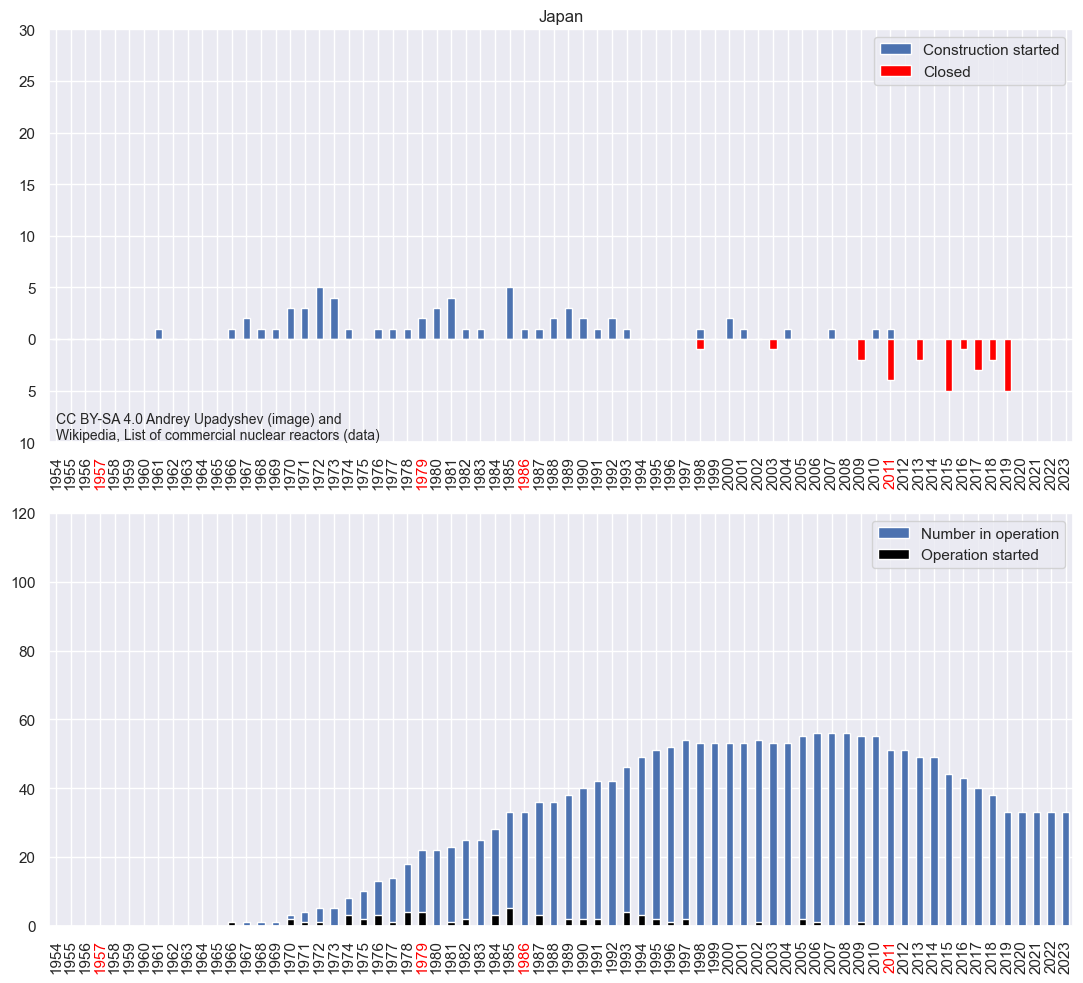 Japan
30
25
20
15
10
5
0
5
10
Construction started
Closed
CC BY-SA 4.0 Andrey Upadyshev (image) and
Wikipedia, List of commercial nuclear reactors (data)
1954 1955 1956 1957 1958 1959 1960 1961 1962 1963 1964 1965 1966 1967 1968 1969 1970 1971 1972 1973 1974 1975 1976 1977 1978 1979 1980 1981 1982 1983 1984 1985 1986 1987 1988 1989 1990 1991 1992 1993 1994 1995 1996 1997 1998 1999 2000 2001 2002 2003 2004 2005 2006 2007 2008 2009 2010 2011 2012 2013 2014 2015 2016 2017 2018 2019 2020 2021 2022 2023
120
100
80
60
40
20
0
Number in operation
Operation started
1954 1955 1956 1957 1958 1959 1960 1961 1962 1963 1964 1965 1966 1967 1968 1969 1970 1971 1972 1973 1974 1975 1976 1977 1978 1979 1980 1981 1982 1983 1984 1985 1986 1987 1988 1989 1990 1991 1992 1993 1994 1995 1996 1997 1998 1999 2000 2001 2002 2003 2004 2005 2006 2007 2008 2009 2010 2011 2012 2013 2014 2015 2016 2017 2018 2019 2020 2021 2022 2023